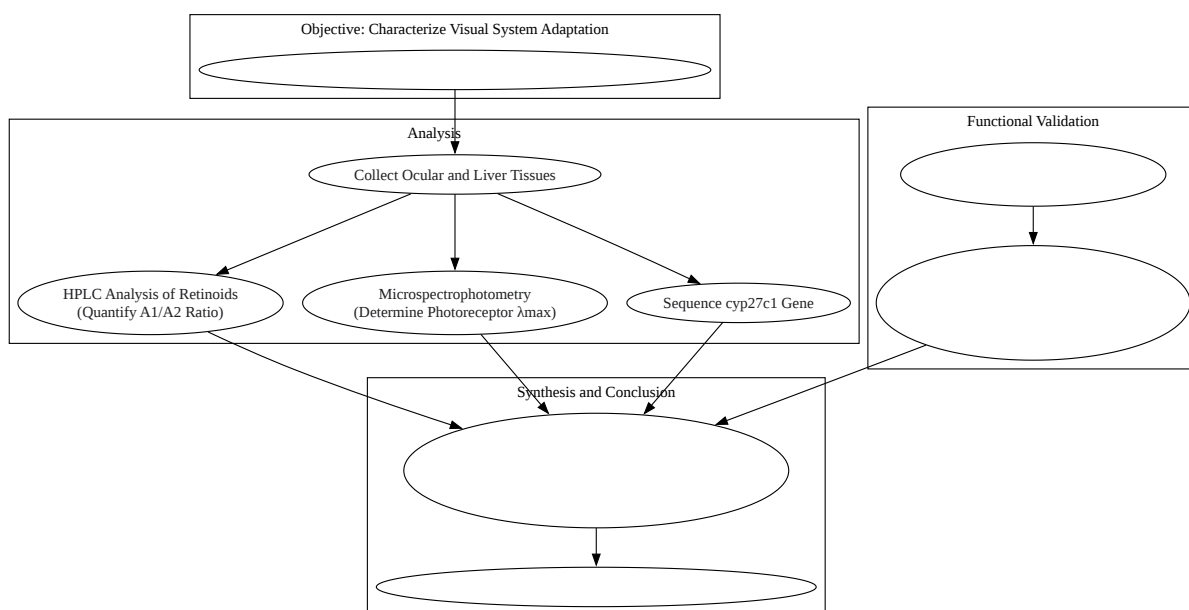 Objective: Characterize Visual System Adaptation
Analysis
Functional Validation
Collect Ocular and Liver Tissues
HPLC Analysis of Retinoids
(Quantify A1/A2 Ratio)
Microspectrophotometry
(Determine Photoreceptor λmax)
Sequence cyp27c1 Gene
Synthesis and Conclusion